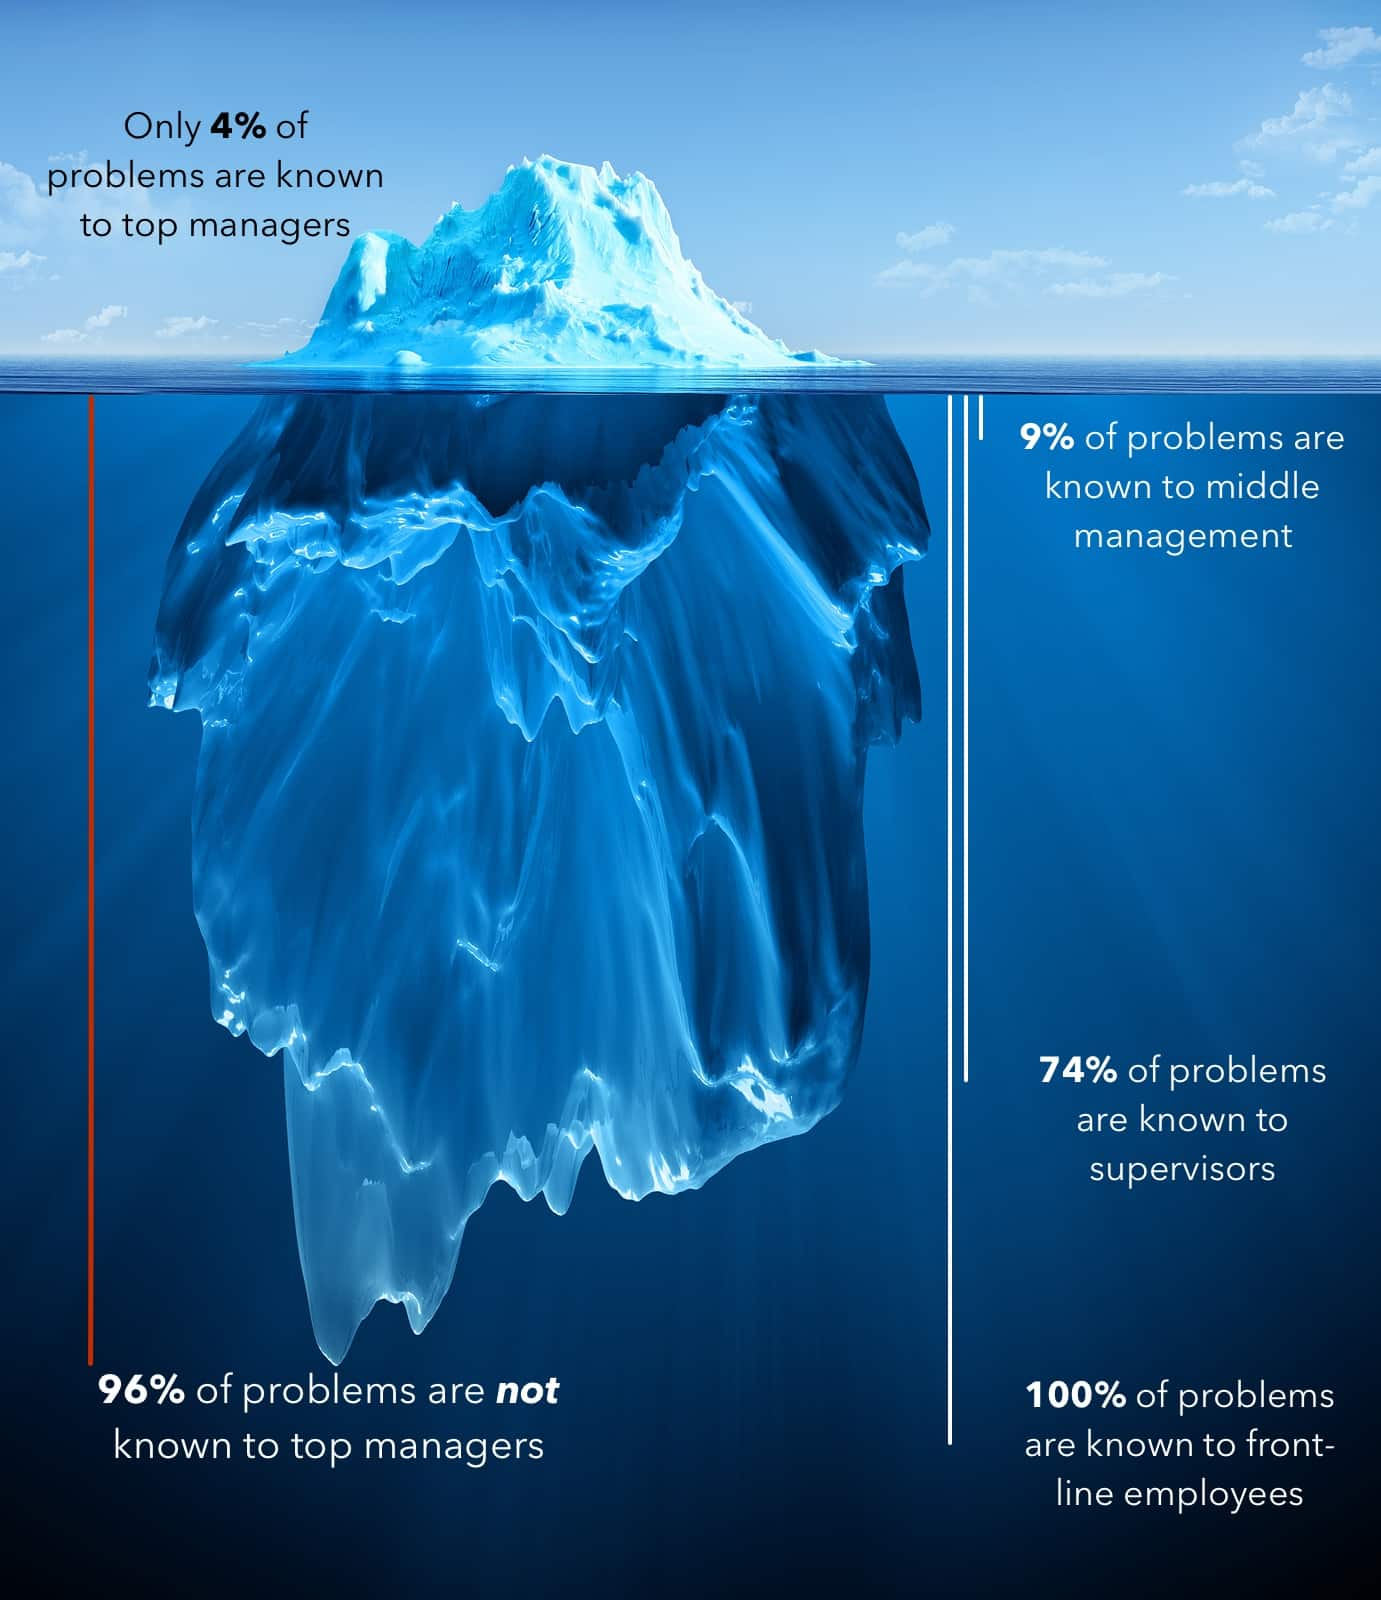 Only 4% of
problems are known
to top managers
9% of problems are
known to middle
management
74% of problems
are known to
supervisors
96% of problems are not
known to top managers
100% of problems
are known to front-
line employees